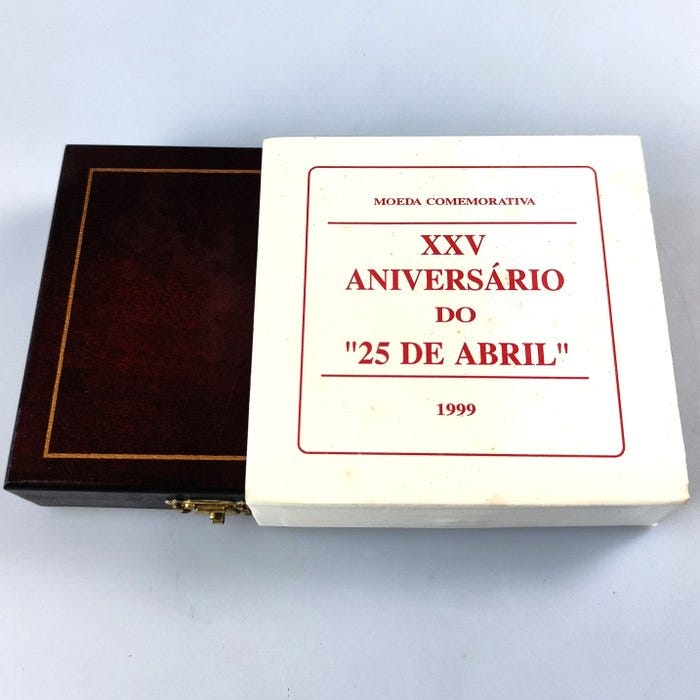 MOEDA COMEMORATIVA
XXV
ANIVERSÁRIO
DO
"25 DE ABRIL"
1999